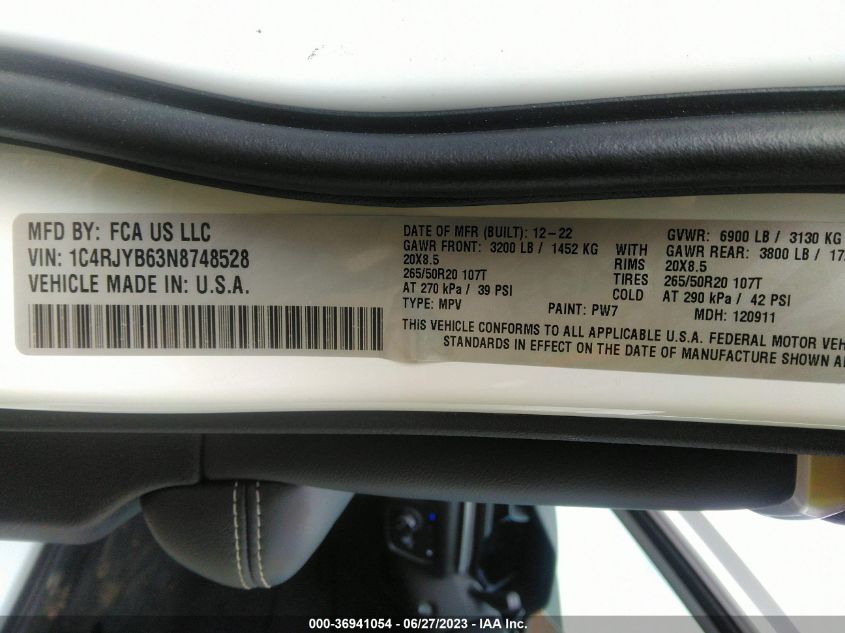 MFD BY: FCA US LLC
VIN: 1C4RJYB63N8748528
VEHICLE MADE IN: U.S.A.
DATE OF MFR (BUILT): 12-22
GAWR FRONT: 3200 LB / 1452 KG
20X8.5
265/50R20 107T
AT 270 kPa / 39 PSI
TYPE: MPV
PAINT: PW7
WITH
RIMS
TIRES
COLD
GVWR: 6900 LB / 3130 KG
GAWR REAR: 3800 LB / 17
20X8.5
265/50R20 107T
AT 290 kPa / 42 PSI
MDH: 120911
THIS VEHICLE CONFORMS TO ALL APPLICABLE U.S.A. FEDERAL MOTOR VEH
STANDARDS IN EFFECT ON THE DATE OF MANUFACTURE SHOWN
000-36941054 / 06/27/2023 - IAA Inc.